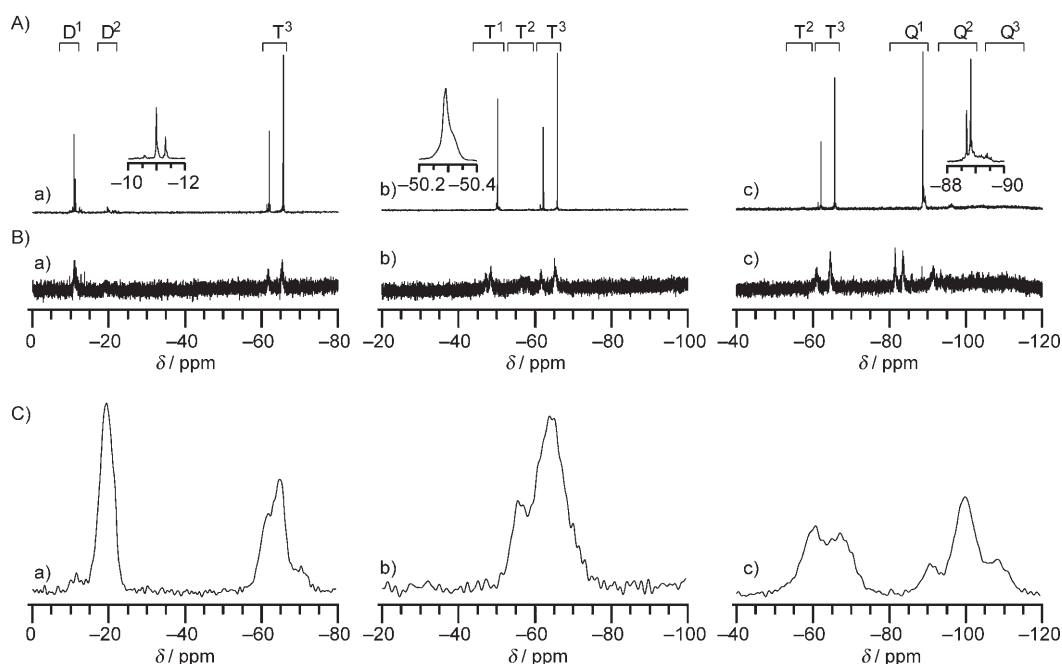 A) D¹ D² T³ T¹ T² T³ T² T³ Q¹ Q² Q³
–10 –12 –50.2 –50.4 –88 –90
a) b) c)
B)
a) b) c)
0 –20 –40 –60 –80 –20 –40 –60 –80 –100 –40 –60 –80 –100 –120
δ / ppm δ / ppm δ / ppm
C)
a) b) c)
0 –20 –40 –60 –80 –20 –40 –60 –80 –100 –40 –60 –80 –100 –120
δ / ppm δ / ppm δ / ppm